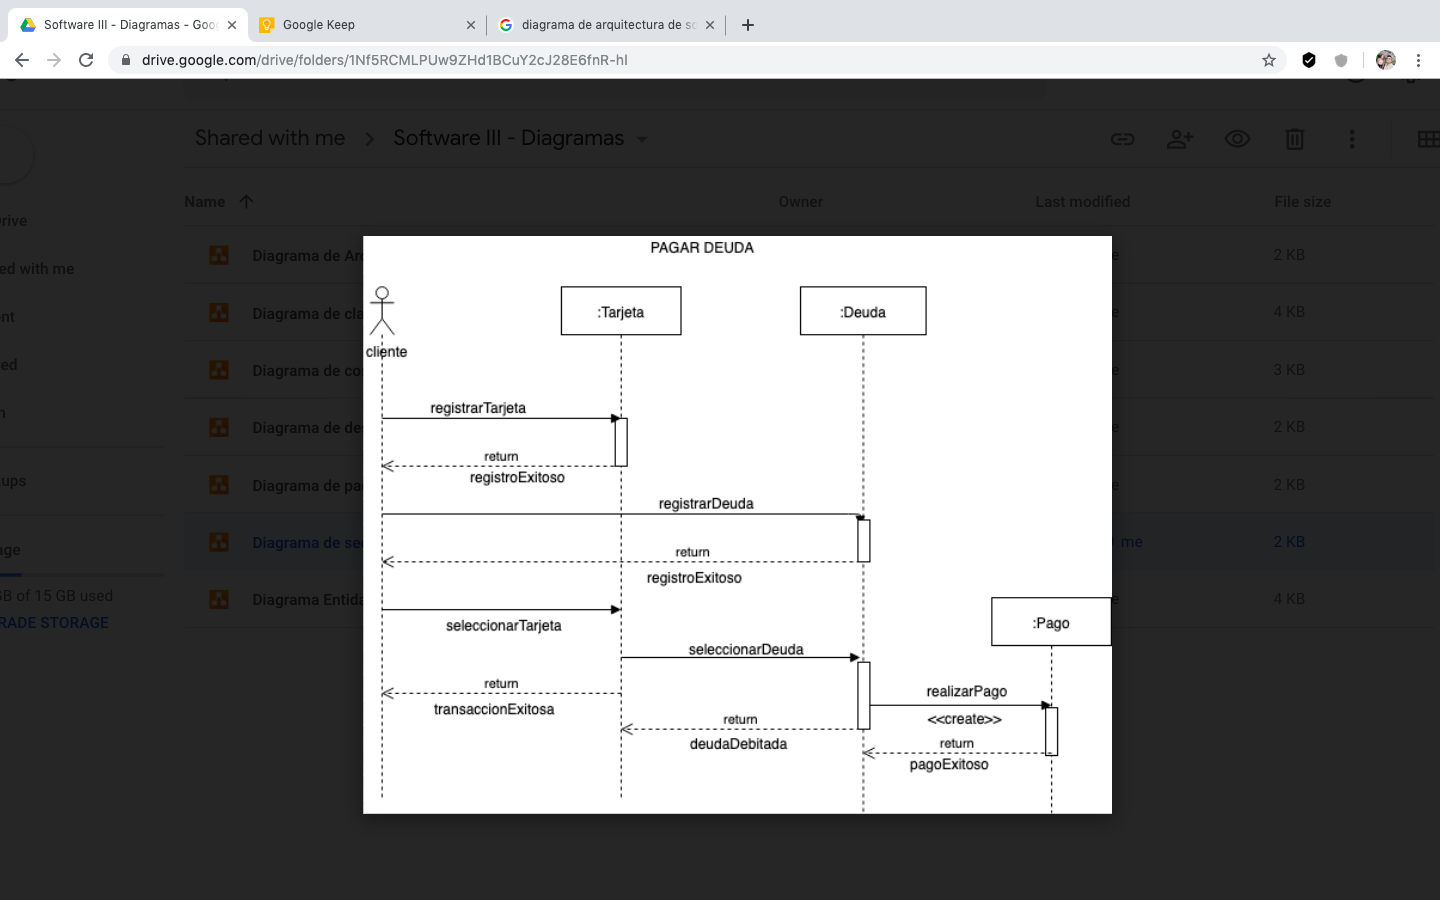 Software III - Diagramas - Goo
Google Keep
diagrama de arquitectura de so
drive.google.com/drive/folders/1Nf5RCMLPUw9ZHd1BCuY2cJ28E6fnR-hI
Shared with me > Software III - Diagramas
Name Owner Last modified File size
Diagrama de Ar 2 KB
Diagrama de cla 4 KB
Diagrama de co 3 KB
Diagrama de de 2 KB
Diagrama de pa 2 KB
Diagrama de se me 2 KB
Diagrama Entida 4 KB
rive
ed with me
nt
ed
n
ups
ge
GB of 15 GB used
RADE STORAGE
PAGAR DEUDA
:Tarjeta
:Deuda
cliente
registrarTarjeta
return
registroExitoso
registrarDeuda
return
registroExitoso
:Pago
seleccionarTarjeta
seleccionarDeuda
return
realizarPago
transaccionExitosa
return
<<create>>
deudaDebitada
return
pagoExitoso